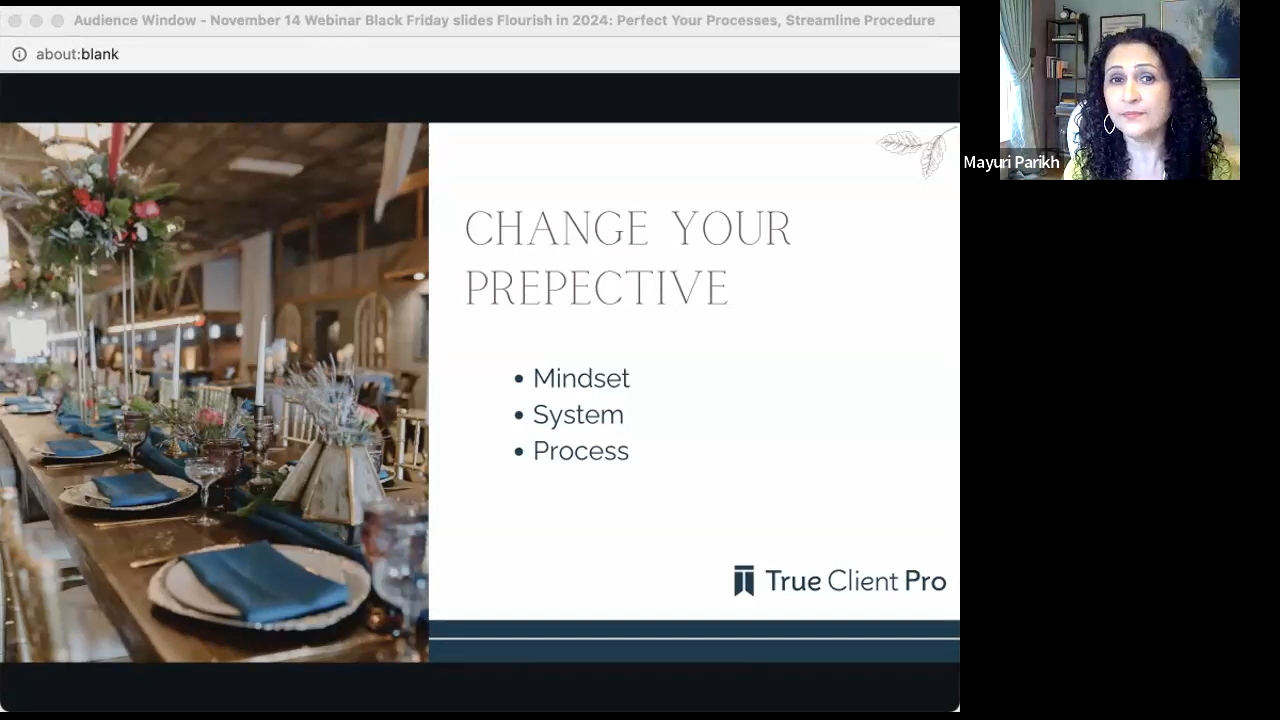 Audience Window - November 14 Webinar Black Friday slides Flourish in 2024: Perfect Your Processes, Streamline Procedure
about:blank
Mayuri Parikh
CHANGE YOUR
PREPECTIVE
• Mindset
• System
• Process
True Client Pro